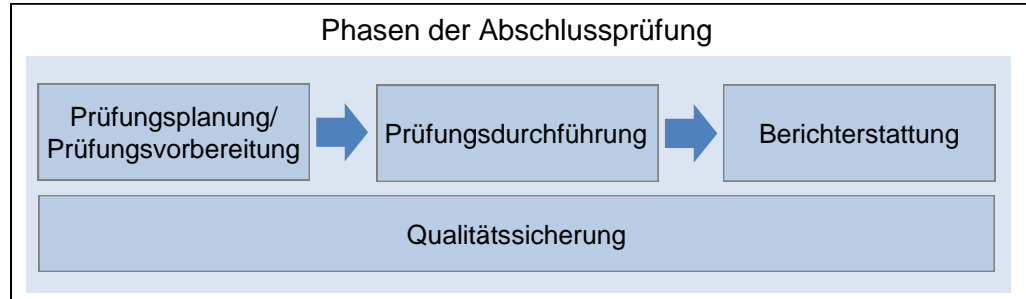 Phasen der Abschlussprüfung
Prüfungsplanung/
Prüfungsvorbereitung
Prüfungsdurchführung
Berichterstattung
Qualitätssicherung